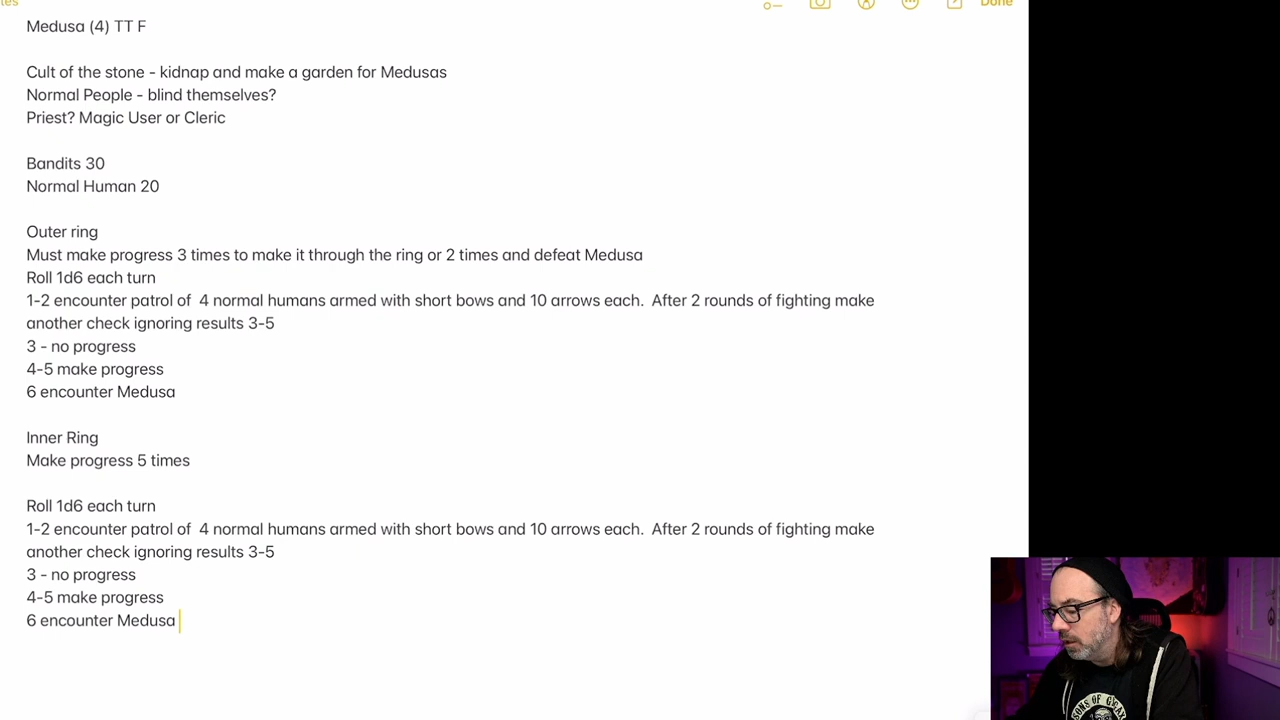 tes
Done
Medusa (4) TT F
Cult of the stone - kidnap and make a garden for Medusas
Normal People - blind themselves?
Priest? Magic User or Cleric
Bandits 30
Normal Human 20
Outer ring
Must make progress 3 times to make it through the ring or 2 times and defeat Medusa
Roll 1d6 each turn
1-2 encounter patrol of  4 normal humans armed with short bows and 10 arrows each.  After 2 rounds of fighting make
another check ignoring results 3-5
3 - no progress
4-5 make progress
6 encounter Medusa
Inner Ring
Make progress 5 times
Roll 1d6 each turn
1-2 encounter patrol of  4 normal humans armed with short bows and 10 arrows each.  After 2 rounds of fighting make
another check ignoring results 3-5
3 - no progress
4-5 make progress
6 encounter Medusa
SONS OF